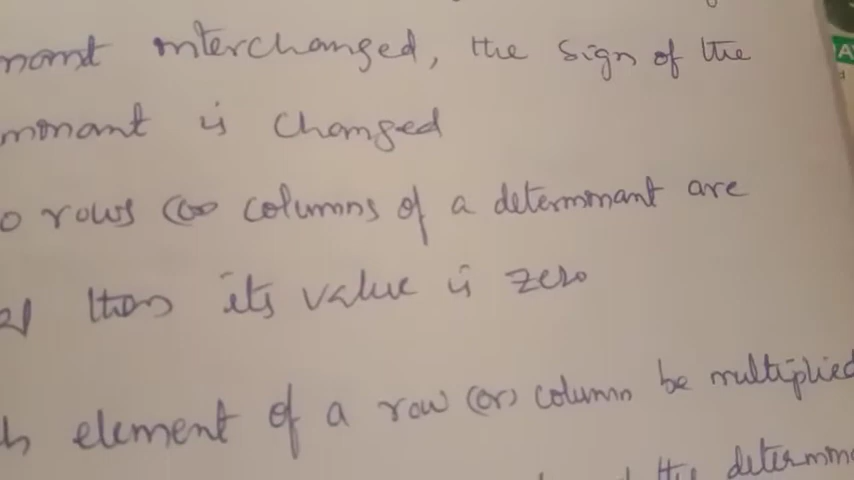 interchanged, the sign of the
is changed
rows (or) columns of a determinant are
then its value is zero
element of a row (or) column be multiplied
the